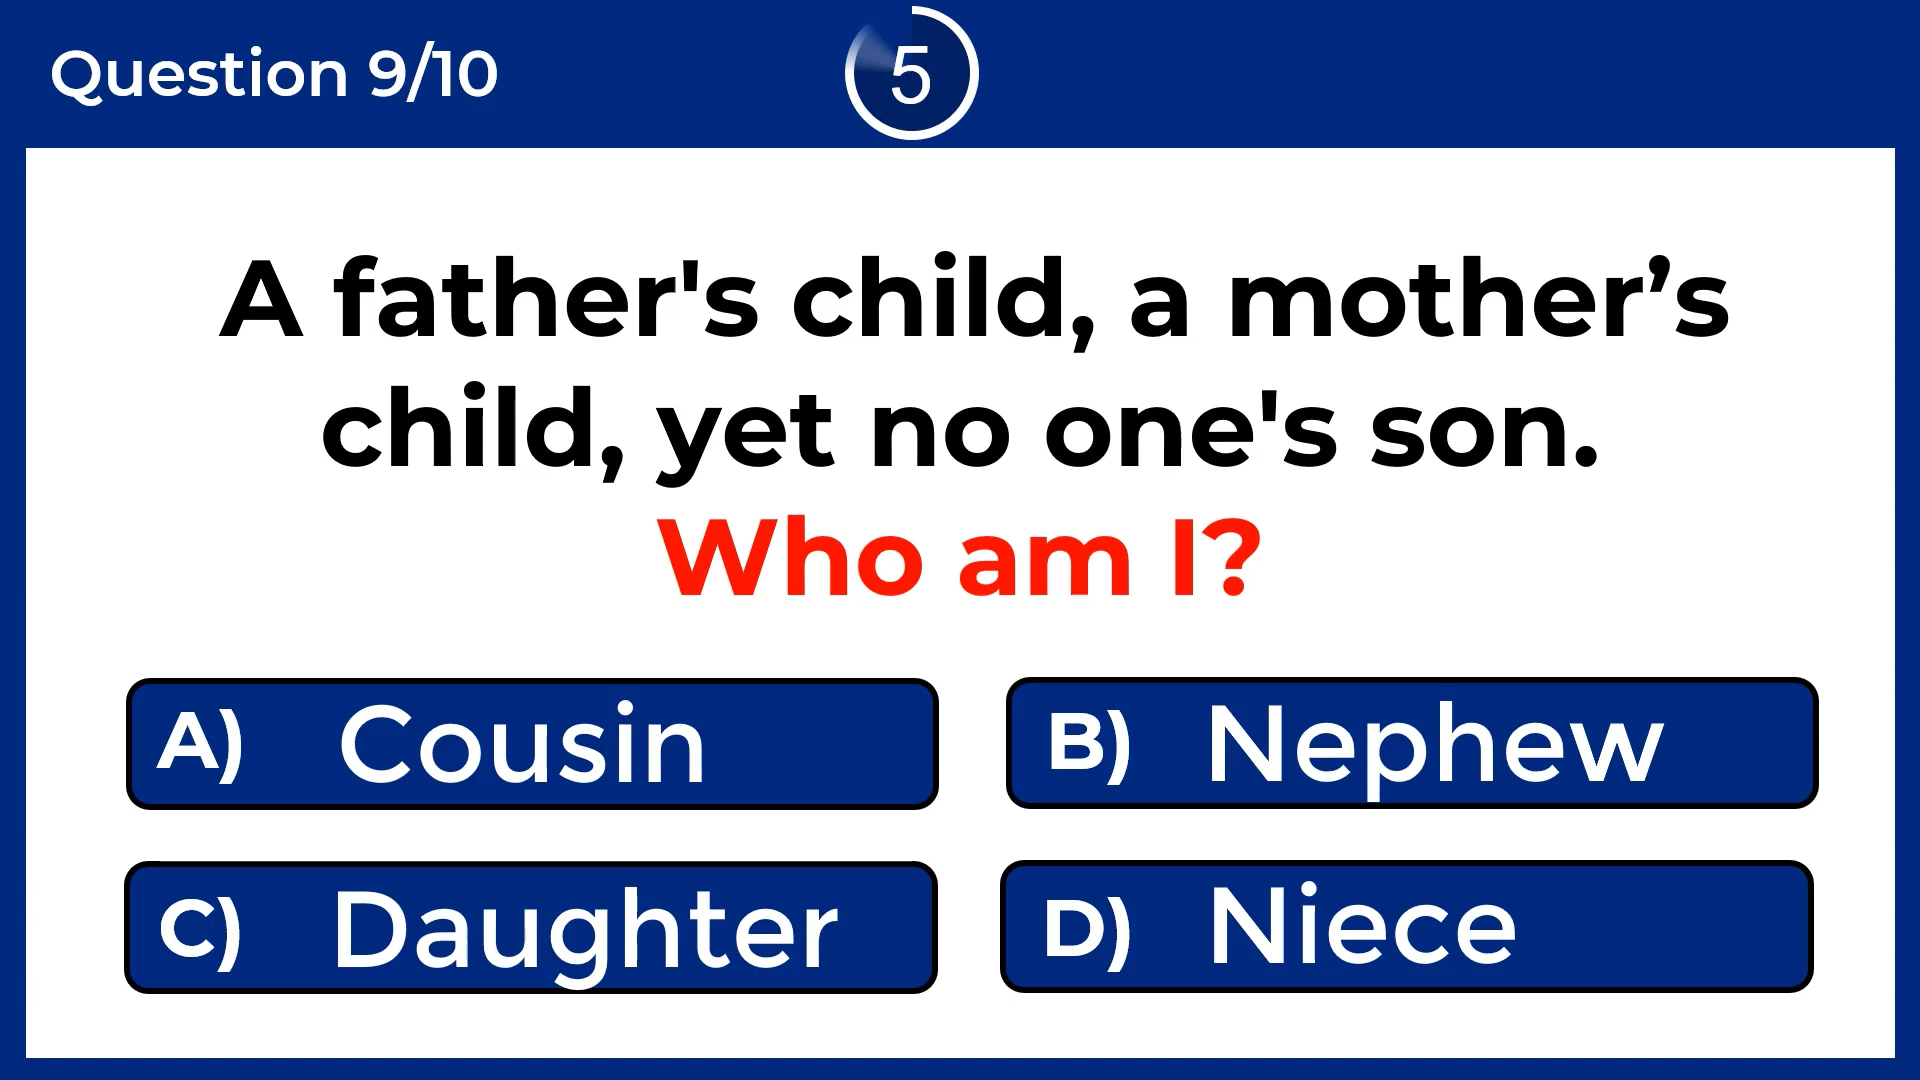 Question 9/10
5
A father's child, a mother’s
child, yet no one's son.
Who am I?
A) Cousin
B) Nephew
C) Daughter
D) Niece